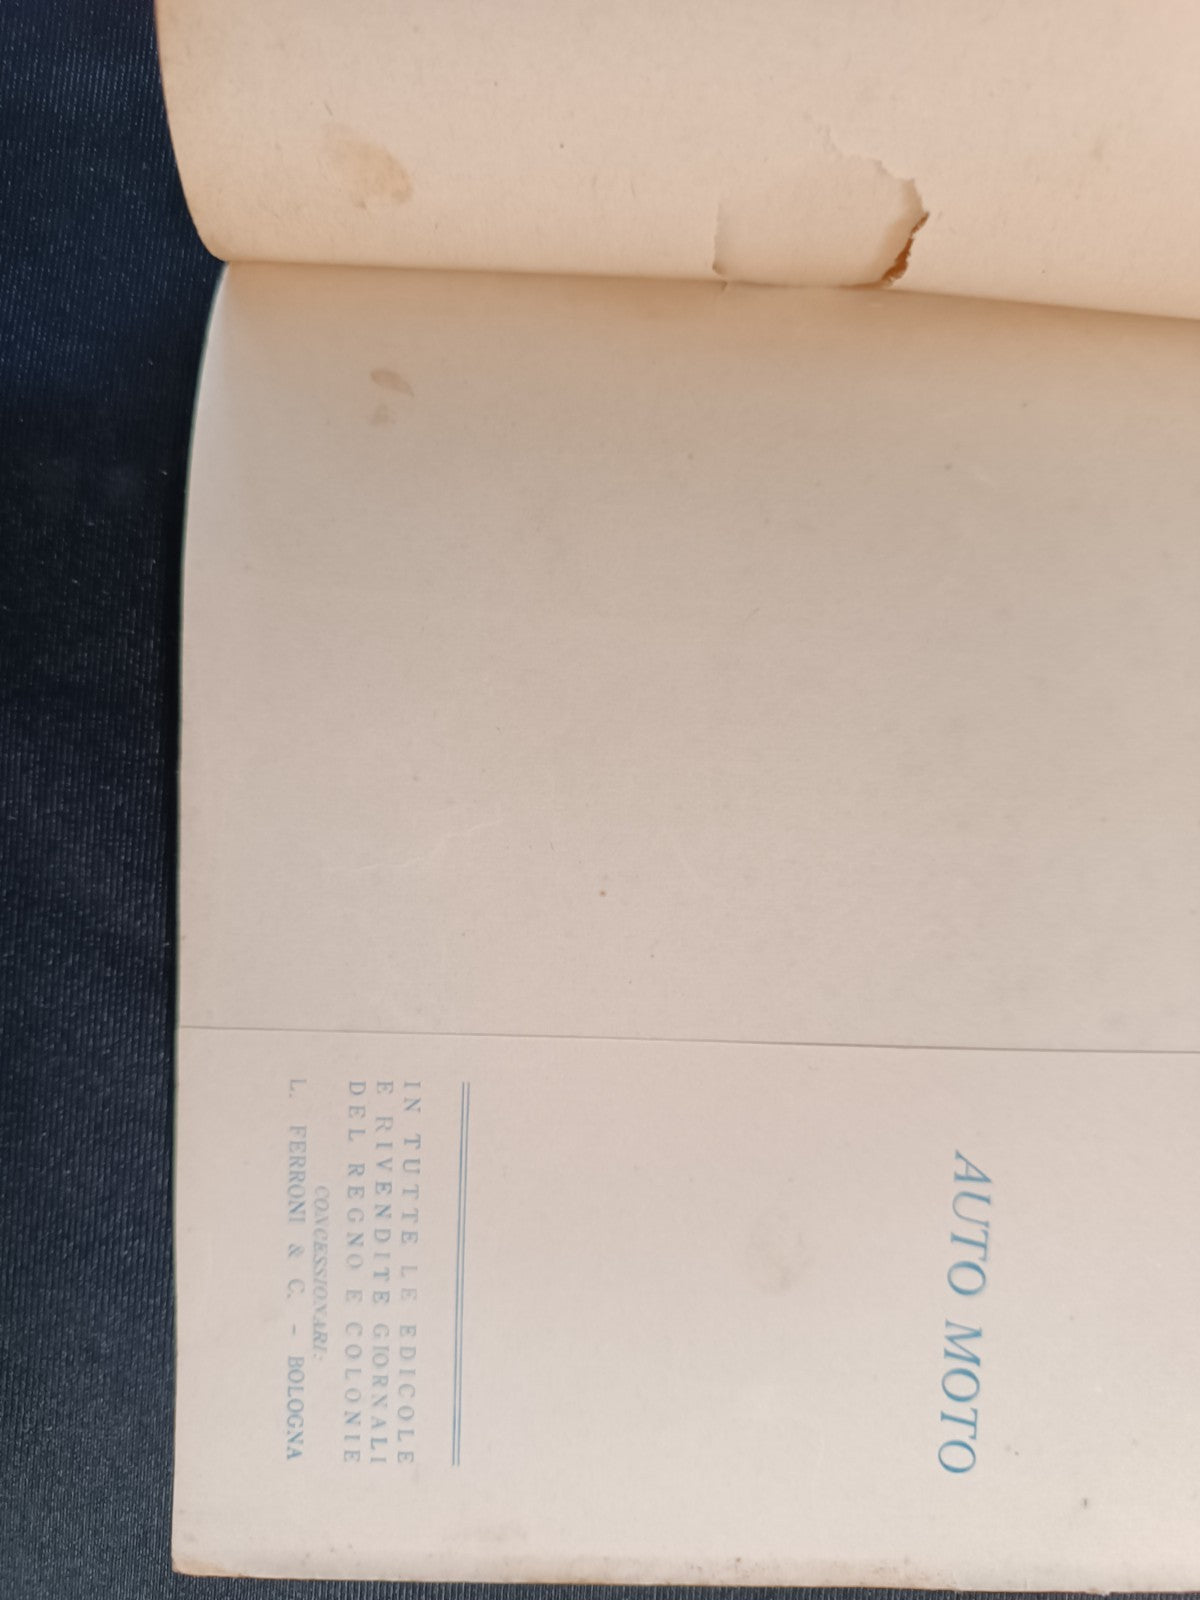 AUTO MOTO
IN TUTTE LE EDICOLE
E RIVENDITE GIORNALI
DEL REGNO E COLONIE
CONCESSIONARI:
L. FERRONI & C. - BOLOGNA